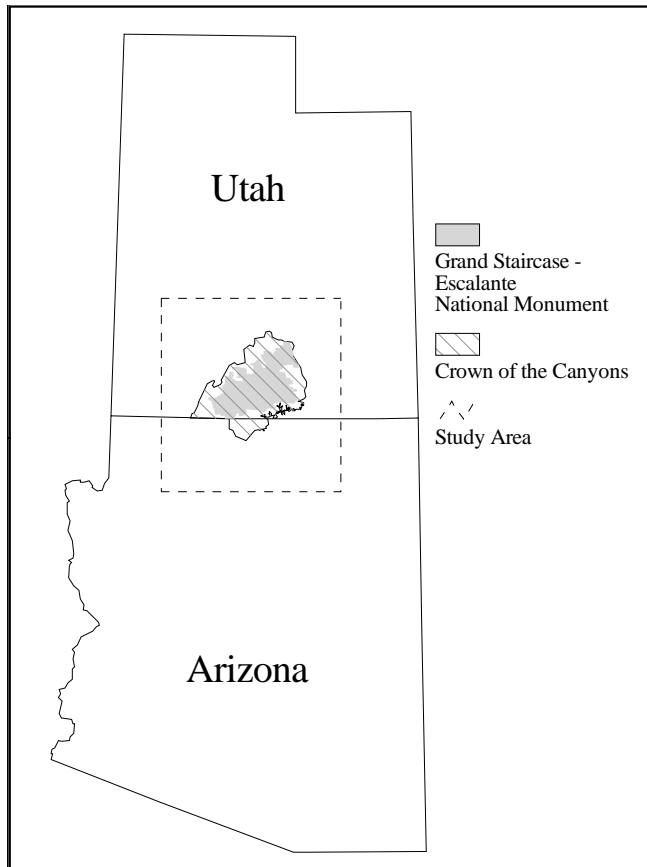 Utah
Grand Staircase -
Escalante
National Monument
Crown of the Canyons
Study Area
Arizona